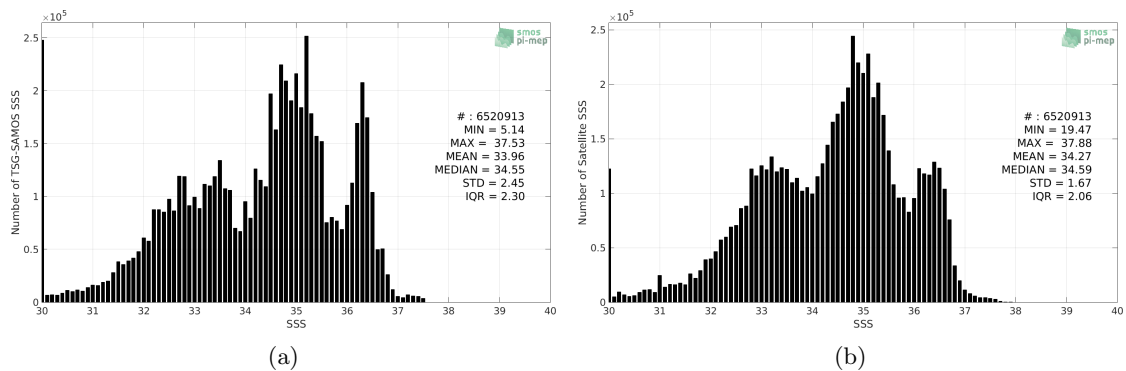 ×10⁵
smos
pi-mep
2.5
2
1.5
1
0.5
0
Number of TSG-SAMOS SSS
# : 6520913
MIN = 5.14
MAX = 37.53
MEAN = 33.96
MEDIAN = 34.55
STD = 2.45
IQR = 2.30
30 31 32 33 34 35 36 37 38 39 40
SSS
(a)
×10⁵
smos
pi-mep
2.5
2
1.5
1
0.5
0
Number of Satellite SSS
# : 6520913
MIN = 19.47
MAX = 37.88
MEAN = 34.27
MEDIAN = 34.59
STD = 1.67
IQR = 2.06
30 31 32 33 34 35 36 37 38 39 40
SSS
(b)